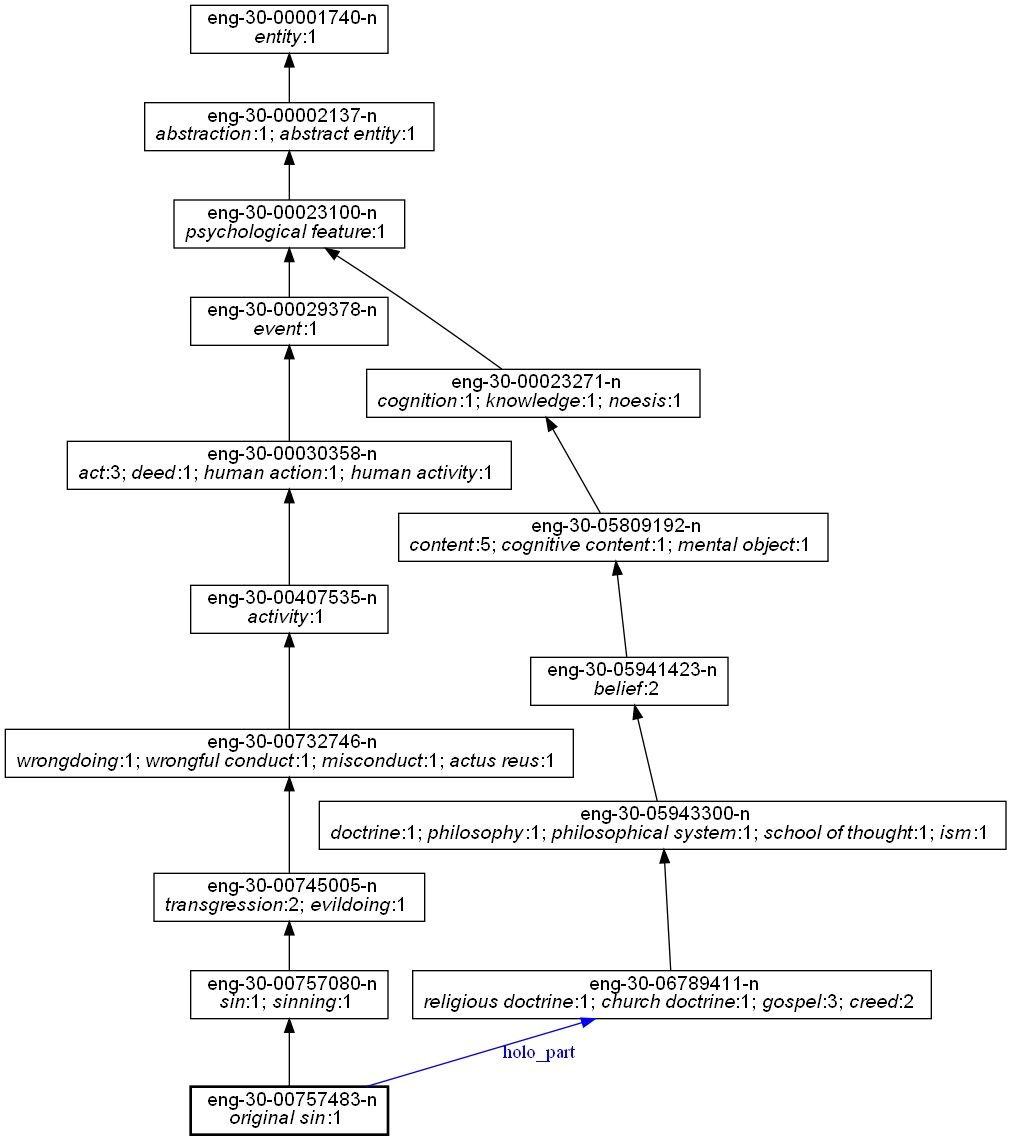 eng-30-00001740-n
entity:1
eng-30-00002137-n
abstraction:1; abstract entity:1
eng-30-00023100-n
psychological feature:1
eng-30-00029378-n
event:1
eng-30-00023271-n
cognition:1; knowledge:1; noesis:1
eng-30-00030358-n
act:3; deed:1; human action:1; human activity:1
eng-30-05809192-n
content:5; cognitive content:1; mental object:1
eng-30-00407535-n
activity:1
eng-30-05941423-n
belief:2
eng-30-00732746-n
wrongdoing:1; wrongful conduct:1; misconduct:1; actus reus:1
eng-30-05943300-n
doctrine:1; philosophy:1; philosophical system:1; school of thought:1; ism:1
eng-30-00745005-n
transgression:2; evildoing:1
eng-30-00757080-n
sin:1; sinning:1
eng-30-06789411-n
religious doctrine:1; church doctrine:1; gospel:3; creed:2
holo_part
eng-30-00757483-n
original sin:1